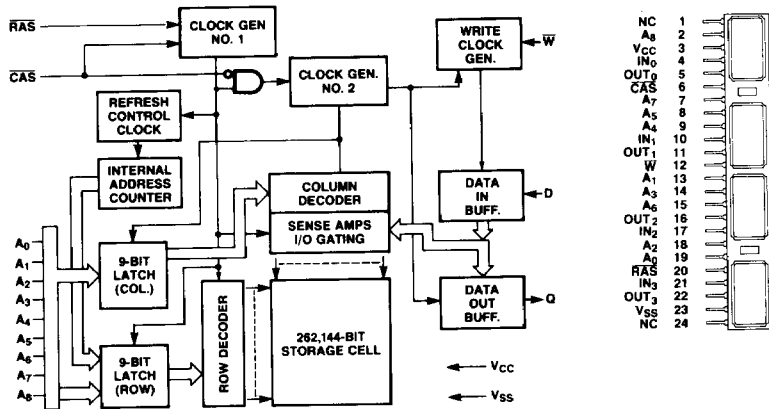 RAS
CLOCK GEN
NO. 1
WRITE
CLOCK
GEN.
W
CAS
CLOCK GEN.
NO. 2
REFRESH
CONTROL
CLOCK
INTERNAL
ADDRESS
COUNTER
COLUMN
DECODER
DATA
IN
BUFF.
D
SENSE AMPS
I/O GATING
A0
A1
A2
A3
A4
A5
A6
A7
A8
9-BIT
LATCH
(COL.)
9-BIT
LATCH
(ROW)
ROW DECODER
262,144-BIT
STORAGE
CELL
DATA
OUT
BUFF.
Q
VCC
VSS
NC 1
A8 2
VCC 3
IN0 4
OUT0 5
CAS 6
A7 7
A5 8
A4 9
IN1 10
OUT1 11
W 12
A1 13
A3 14
A6 15
OUT2 16
IN2 17
A2 18
A0 19
RAS 20
IN3 21
OUT3 22
VSS 23
NC 24